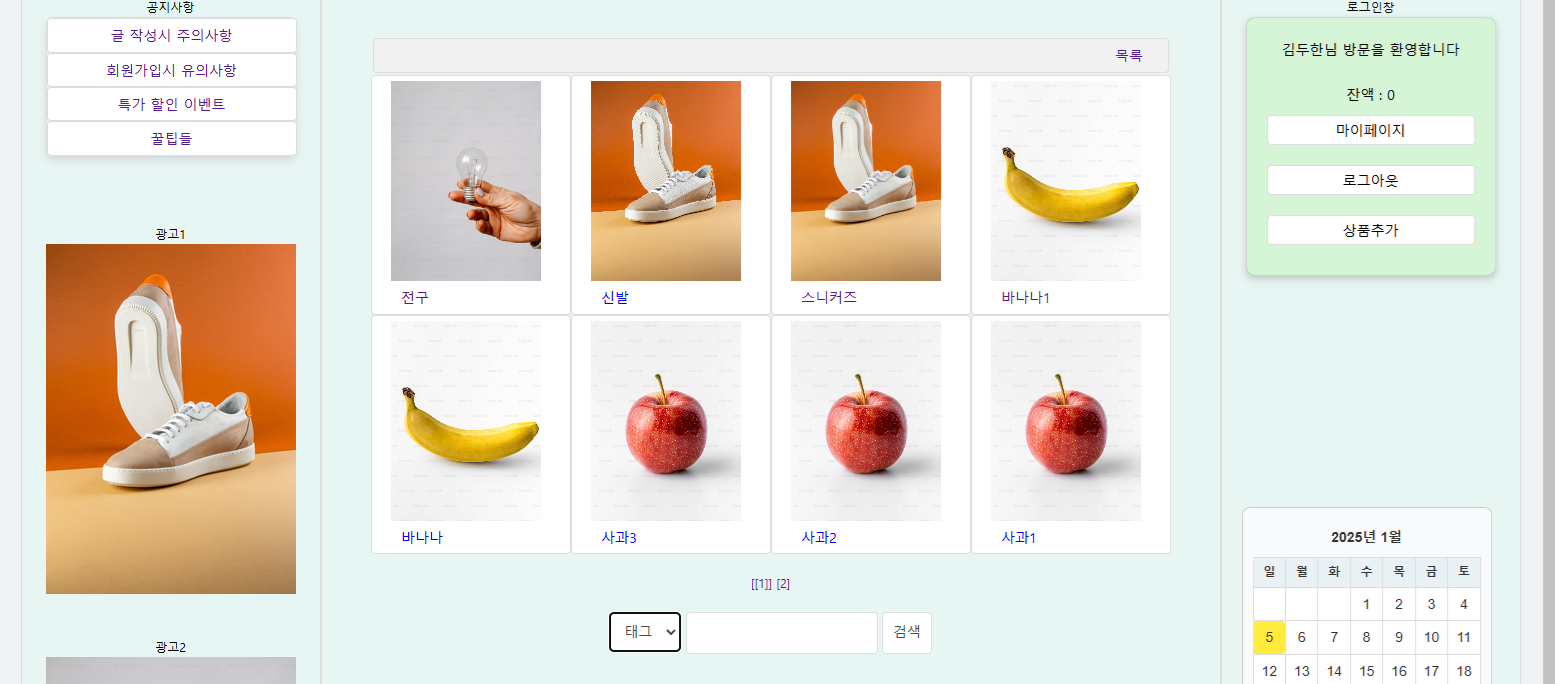 공지사항
글 작성시 주의사항
회원가입시 유의사항
특가 할인 이벤트
꿀팁들
광고1
광고2
목록
전구 신발 스니커즈 바나나1
바나나 사과3 사과2 사과1
[[1]] [2]
태그 검색
로그인창
김두한님 방문을 환영합니다
잔액 : 0
마이페이지
로그아웃
상품추가
2025년 1월
일 월 화 수 목 금 토
1 2 3 4
5 6 7 8 9 10 11
12 13 14 15 16 17 18